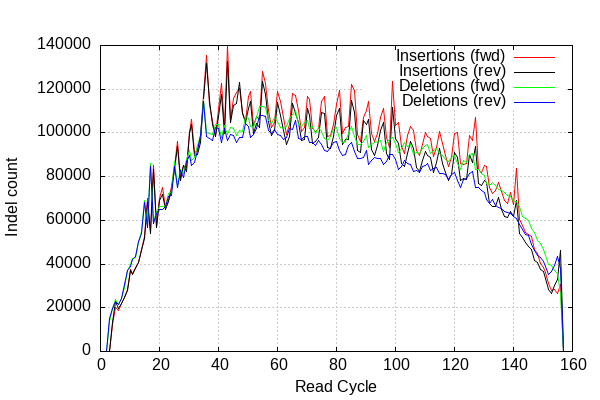 140000
120000
100000
80000
60000
40000
20000
0
Indel count
Insertions (fwd)
Insertions (rev)
Deletions (fwd)
Deletions (rev)
0 20 40 60 80 100 120 140 160
Read Cycle